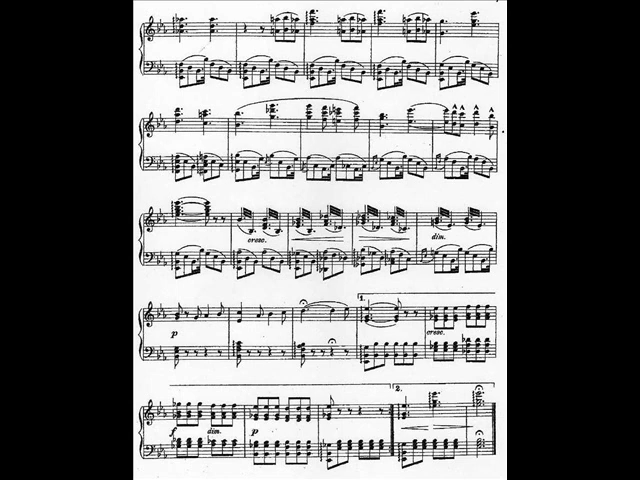 cresc. dim.
1.
p cresc.
2.
f dim. p